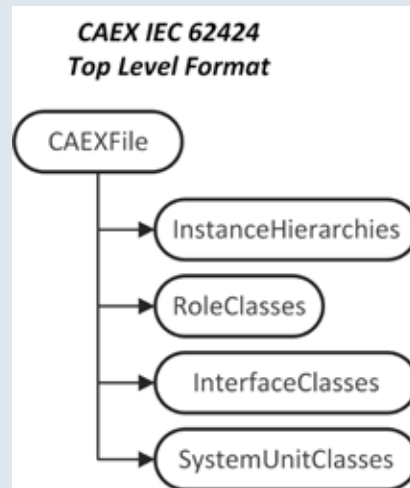 CAEX IEC 62424
Top Level Format
CAEXFile
InstanceHierarchies
RoleClasses
InterfaceClasses
SystemUnitClasses